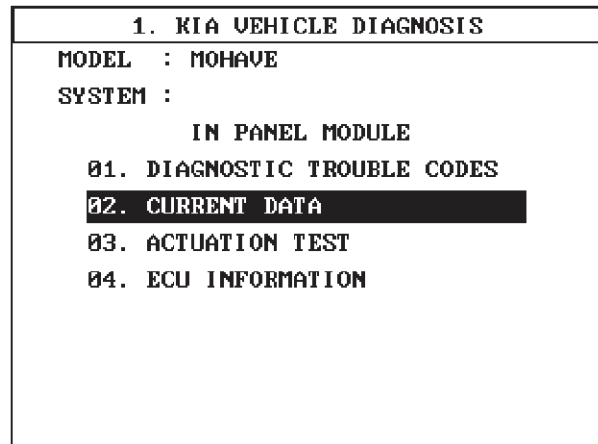 1. KIA VEHICLE DIAGNOSIS
MODEL : MOHAVE
SYSTEM :
IN PANEL MODULE
01. DIAGNOSTIC TROUBLE CODES
02. CURRENT DATA
03. ACTUATION TEST
04. ECU INFORMATION